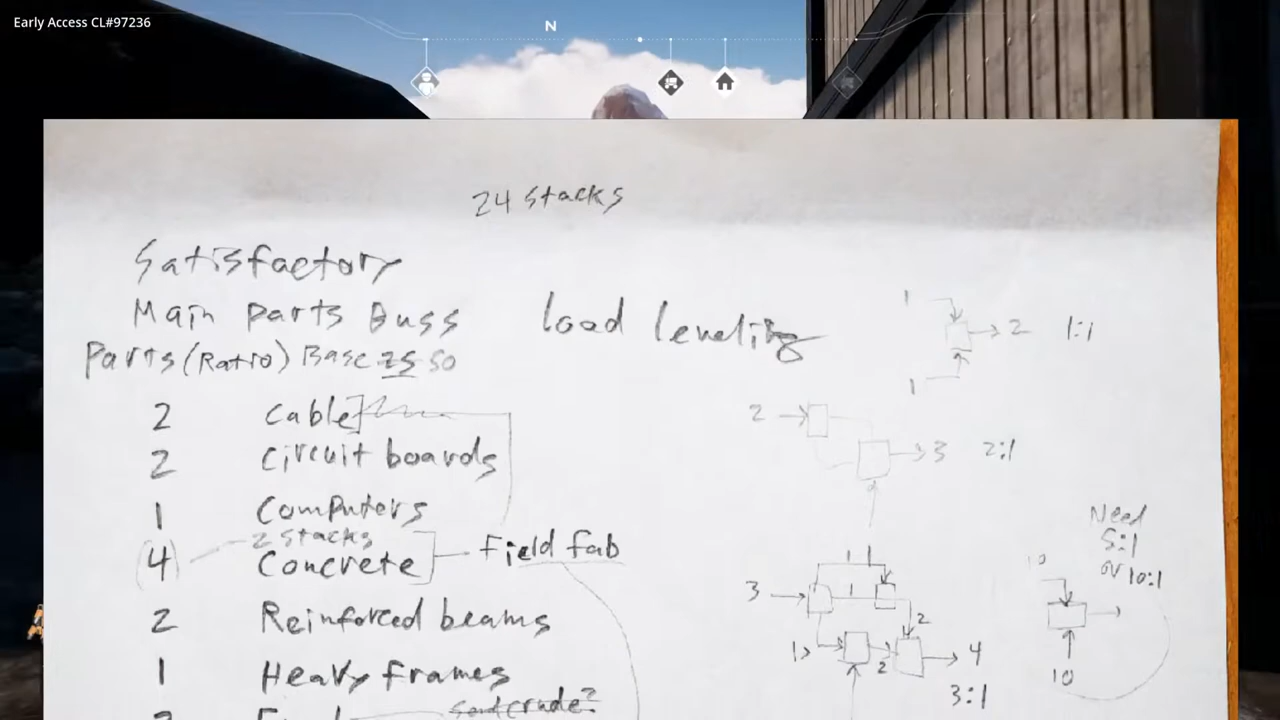 Early Access CL#97236
N
24 stacks
Satisfactory
Main parts Buss
Parts (Ratio) Base 25 50
load leveling
2 Cable
2 Circuit boards
1 Computers
2 stacks
4 Concrete
Field fab
2 Reinforced beams
1 Heavy frames
crude?
1
1
2 1:1
2
3 2:1
3
1 1
1
2
1
2
4
3:1
Need
5:1
or 10:1
10
10